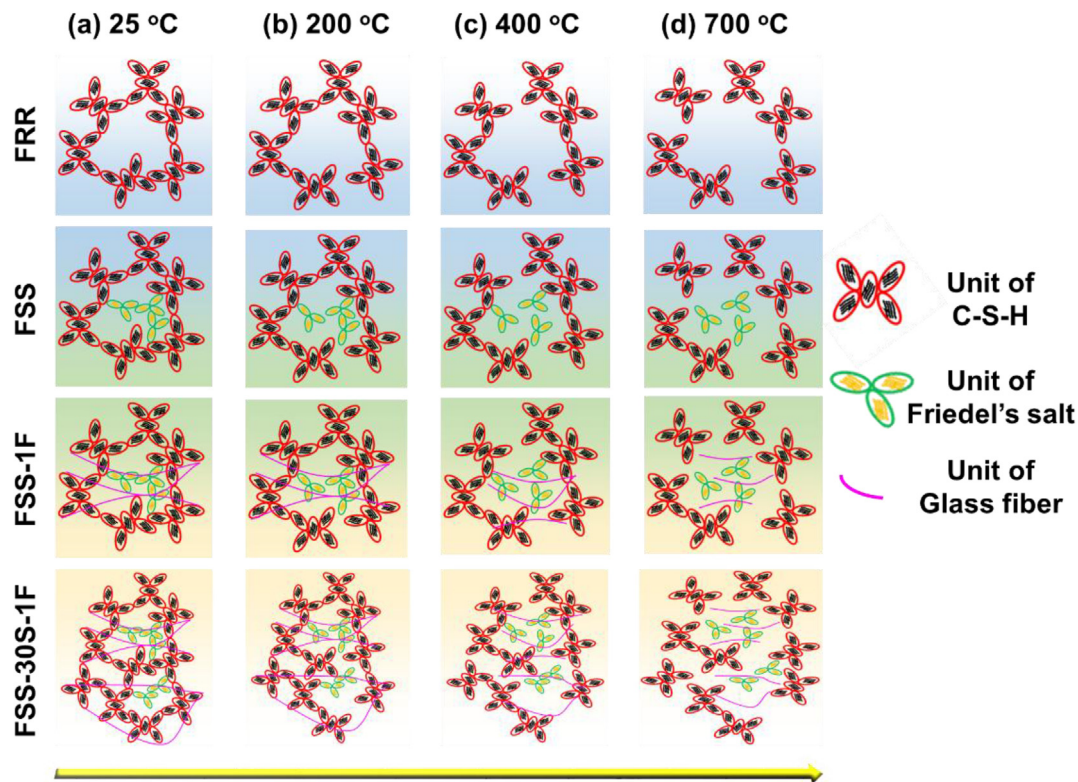 (a) 25 °C (b) 200 °C (c) 400 °C (d) 700 °C
FRR
FSS
FSS-1F
FSS-30S-1F
Unit of
C-S-H
Unit of
Friedel's salt
Unit of
Glass fiber